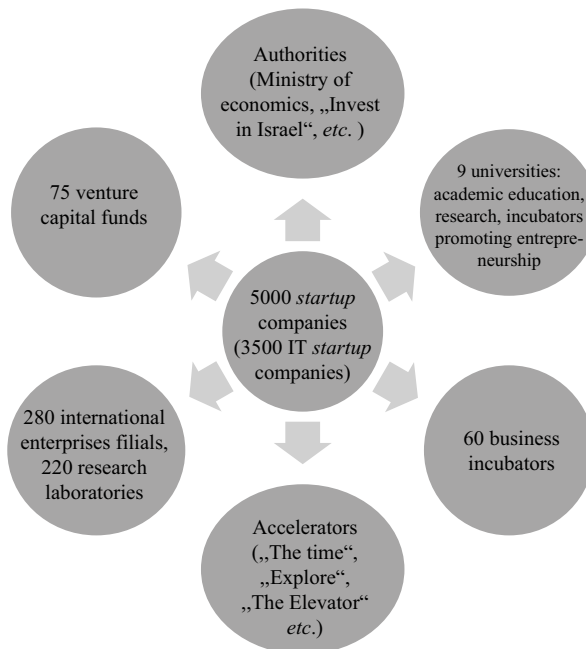 Authorities
(Ministry of
economics, „Invest
in Israel“, etc. )
75 venture
capital funds
9 universities:
academic education,
research, incubators
promoting entrepre-
neurship
5000 startup
companies
(3500 IT startup
companies)
280 international
enterprises filials,
220 research
laboratories
60 business
incubators
Accelerators
(„The time“,
„Explore“,
„The Elevator“
etc.)